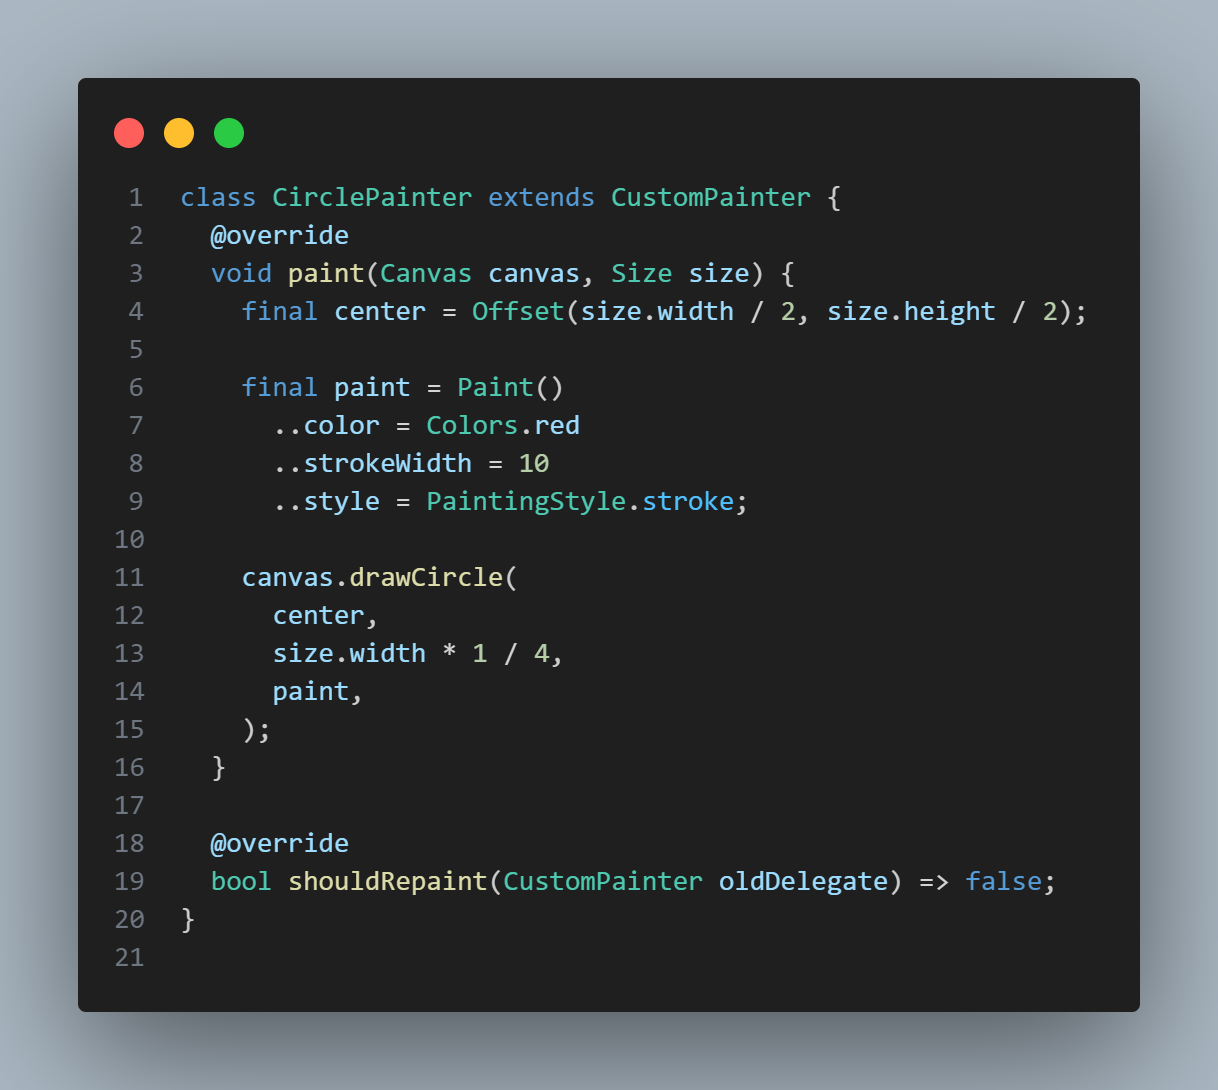 1 class CirclePainter extends CustomPainter {
2   @override
3   void paint(Canvas canvas, Size size) {
4     final center = Offset(size.width / 2, size.height / 2);
5
6     final paint = Paint()
7       ..color = Colors.red
8       ..strokeWidth = 10
9       ..style = PaintingStyle.stroke;
10
11     canvas.drawCircle(
12       center,
13       size.width * 1 / 4,
14       paint,
15     );
16   }
17
18   @override
19   bool shouldRepaint(CustomPainter oldDelegate) => false;
20 }
21